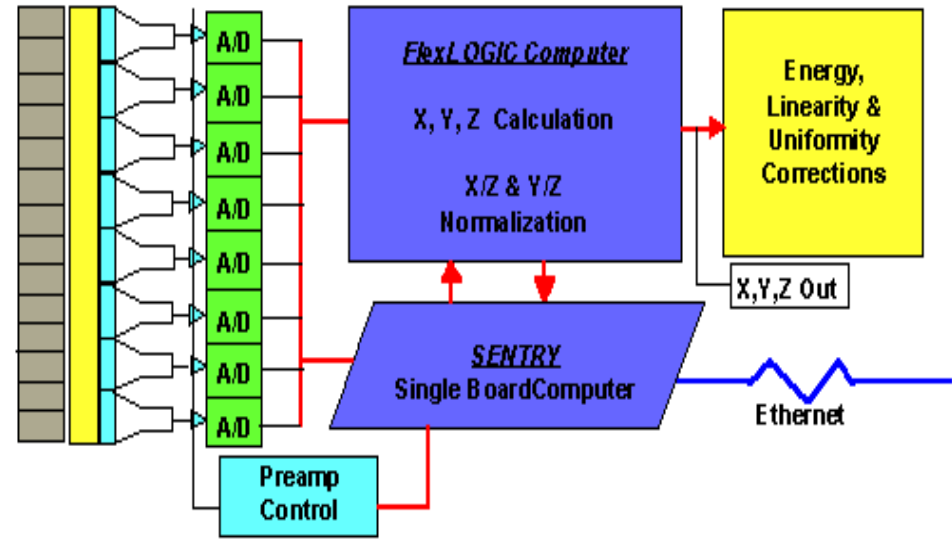 A/D
A/D
A/D
A/D
A/D
A/D
A/D
A/D
FlexLOGIC Computer
X, Y, Z Calculation
X/Z & Y/Z
Normalization
Energy,
Linearity &
Uniformity
Corrections
X,Y,Z Out
SENTRY
Single BoardComputer
Ethernet
Preamp
Control